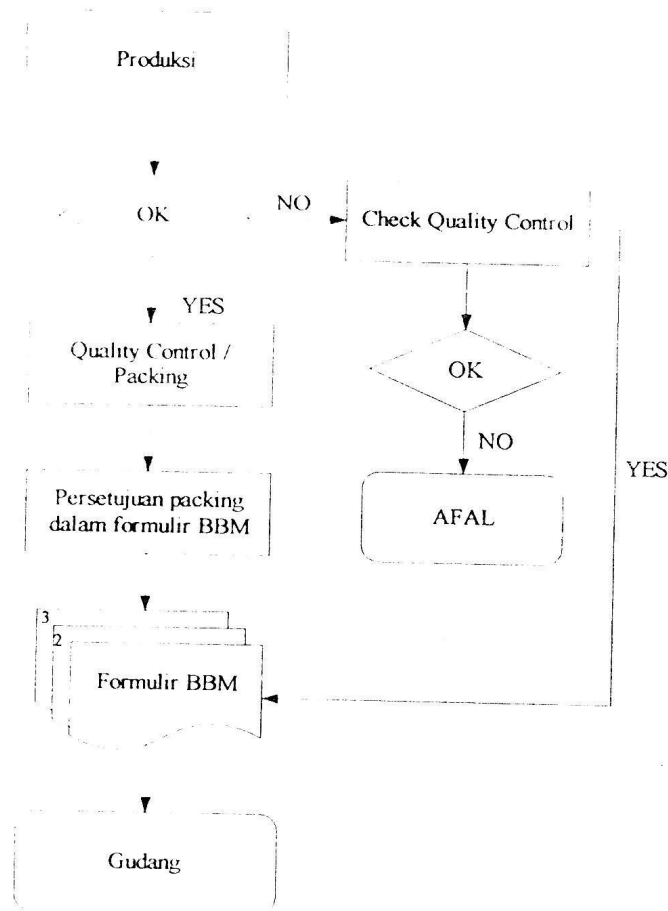 Produksi
OK
NO
Check Quality Control
YES
Quality Control /
Packing
OK
NO
YES
Persetujuan packing
dalam formulir BBM
AFAL
3
2
Formulir BBM
Gudang